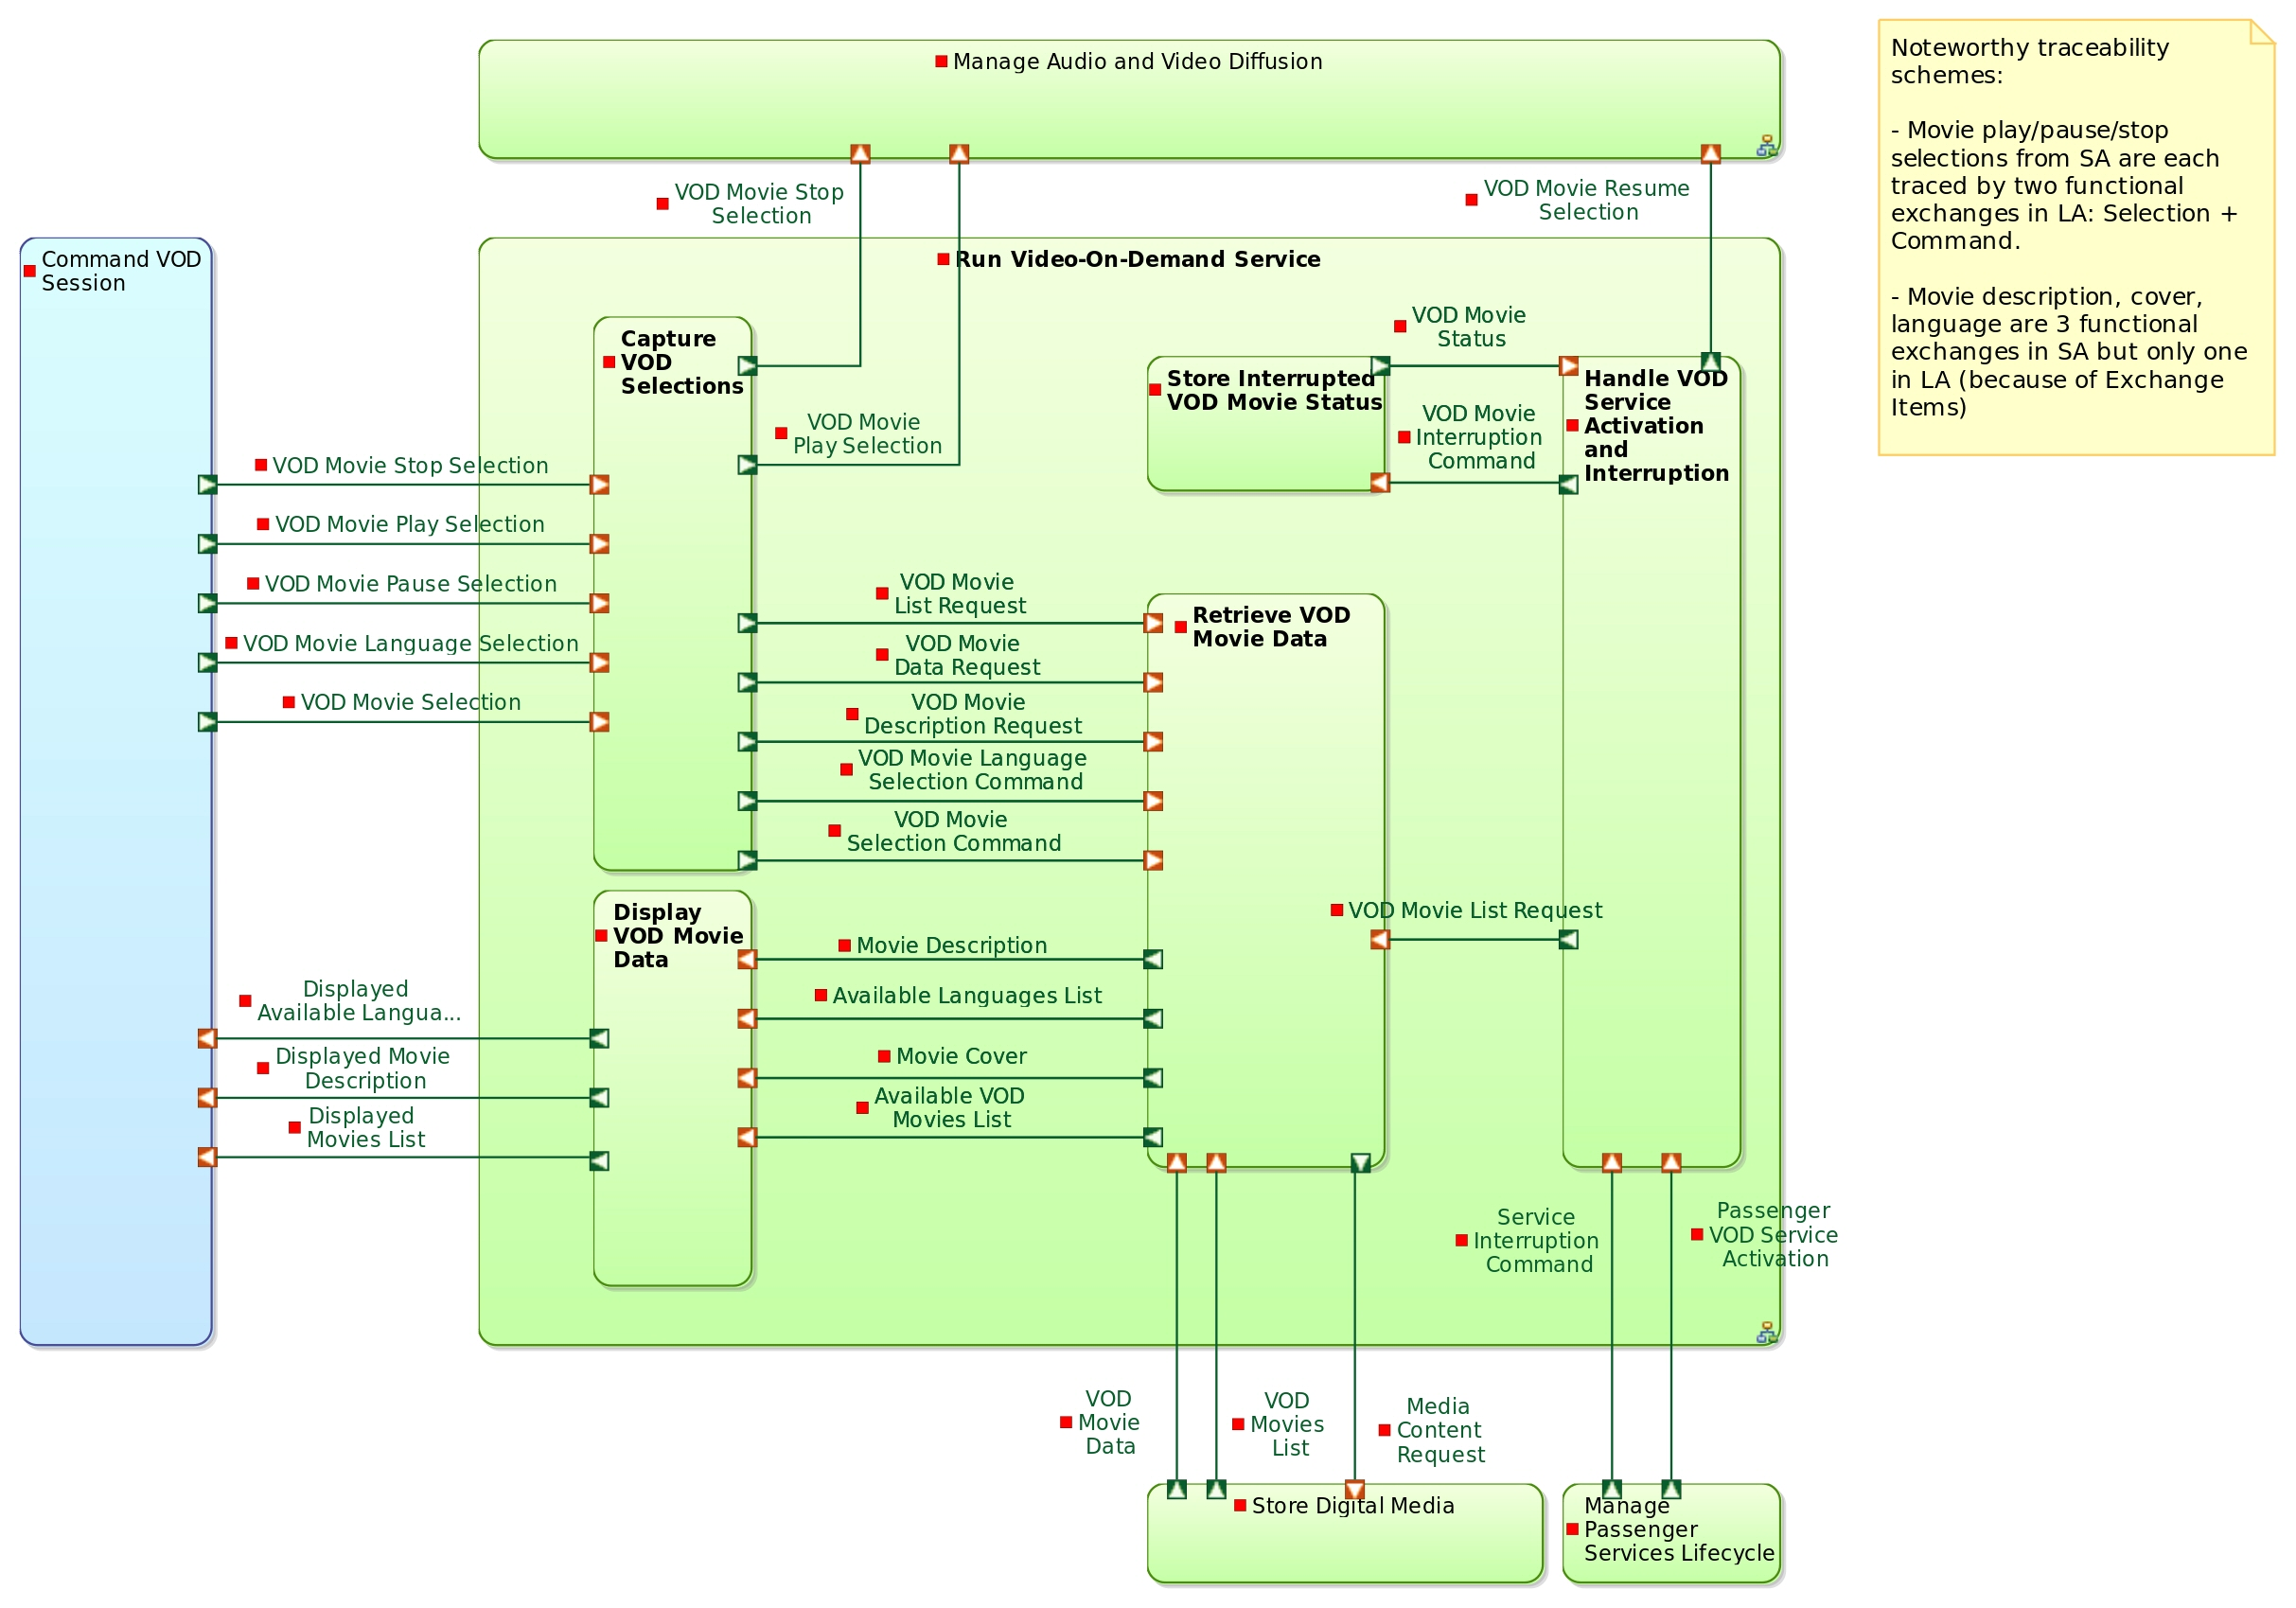 Manage Audio and Video Diffusion
Noteworthy traceability
schemes:
- Movie play/pause/stop
selections from SA are each
traced by two functional
exchanges in LA: Selection +
Command.
- Movie description, cover,
language are 3 functional
exchanges in SA but only one
in LA (because of Exchange
Items)
VOD Movie Stop
Selection
VOD Movie Resume
Selection
Command VOD
Session
Run Video-On-Demand Service
Capture
VOD
Selections
VOD Movie
Play Selection
Store Interrupted
VOD Movie Status
VOD Movie
Status
VOD Movie
Interruption
Command
Handle VOD
Service
Activation
and
Interruption
VOD Movie Stop Selection
VOD Movie Play Selection
VOD Movie Pause Selection
VOD Movie Language Selection
VOD Movie Selection
VOD Movie
List Request
VOD Movie
Data Request
VOD Movie
Description Request
VOD Movie Language
Selection Command
VOD Movie
Selection Command
Retrieve VOD
Movie Data
VOD Movie List Request
Display
VOD Movie
Data
Movie Description
Available Languages List
Movie Cover
Available VOD
Movies List
Displayed
Available Langua...
Displayed Movie
Description
Displayed
Movies List
Service
Interruption
Command
Passenger
VOD Service
Activation
VOD
Movie
Data
VOD
Movies
List
Media
Content
Request
Store Digital Media
Manage
Passenger
Services Lifecycle